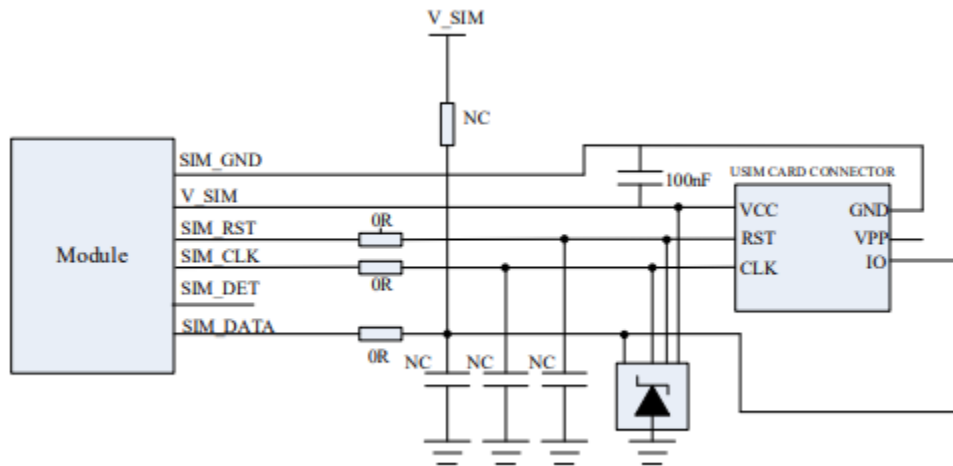 V_SIM
NC
SIM_GND
V_SIM
SIM_RST
SIM_CLK
SIM_DET
SIM_DATA
Module
0R
0R
0R
100nF
USIM CARD CONNECTOR
VCC GND
RST VPP
CLK IO
NC NC NC